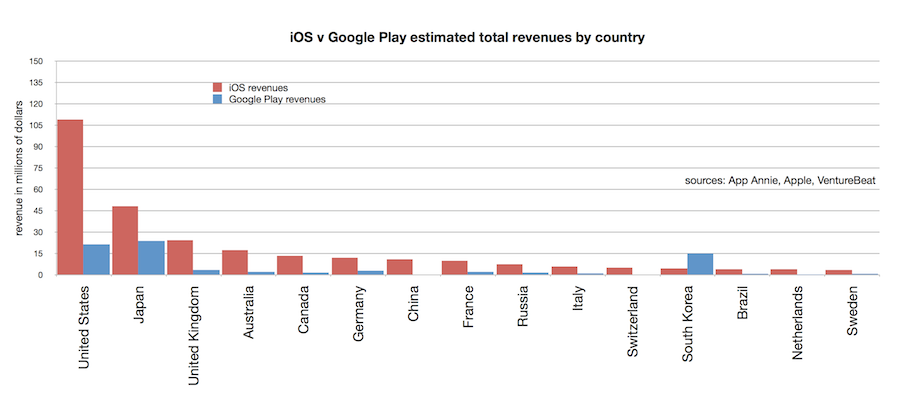 iOS v Google Play estimated total revenues by country
150
135
120
105
90
75
60
45
30
15
0
revenue in millions of dollars
iOS revenues
Google Play revenues
sources: App Annie, Apple, VentureBeat
United States
Japan
United Kingdom
Australia
Canada
Germany
China
France
Russia
Italy
Switzerland
South Korea
Brazil
Netherlands
Sweden